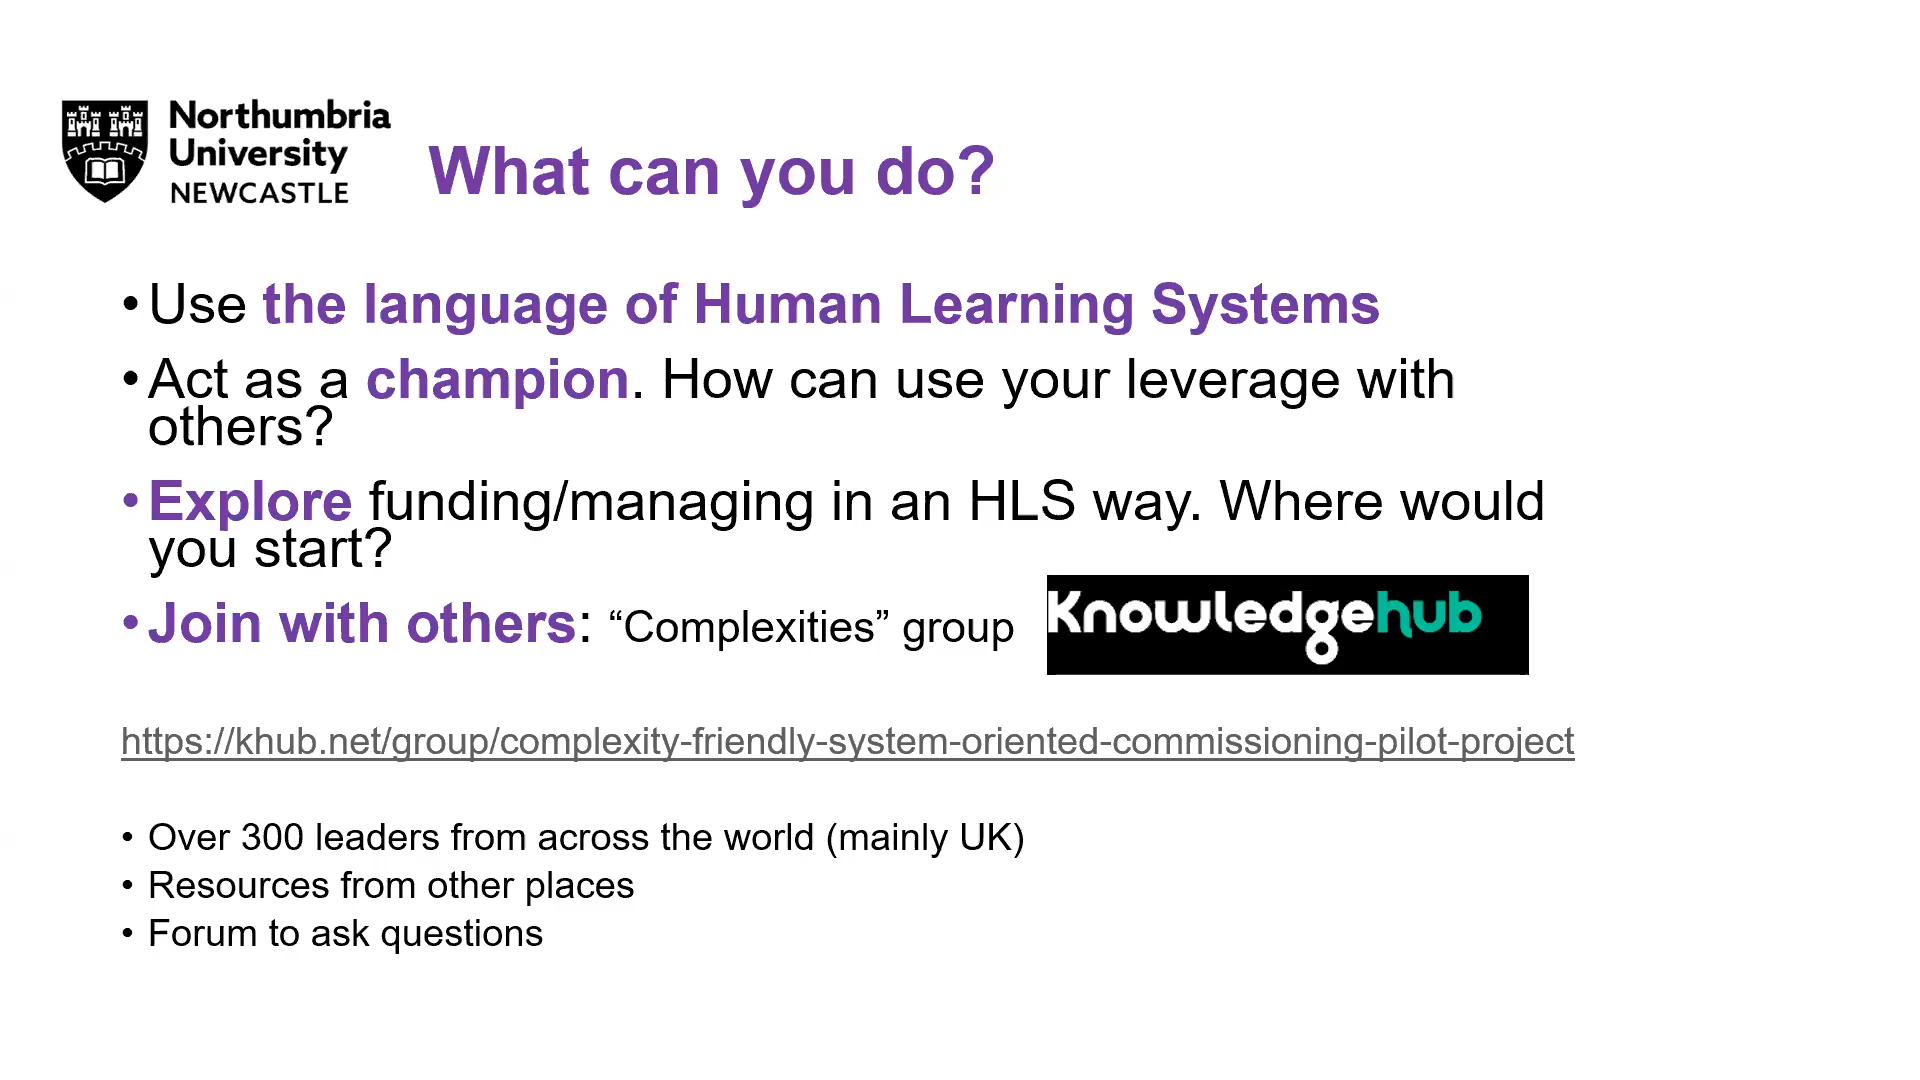 Northumbria
University
NEWCASTLE
What can you do?
• Use the language of Human Learning Systems
• Act as a champion. How can use your leverage with
others?
• Explore funding/managing in an HLS way. Where would
you start?
• Join with others: “Complexities” group
Knowledgehub
https://khub.net/group/complexity-friendly-system-oriented-commissioning-pilot-project
• Over 300 leaders from across the world (mainly UK)
• Resources from other places
• Forum to ask questions